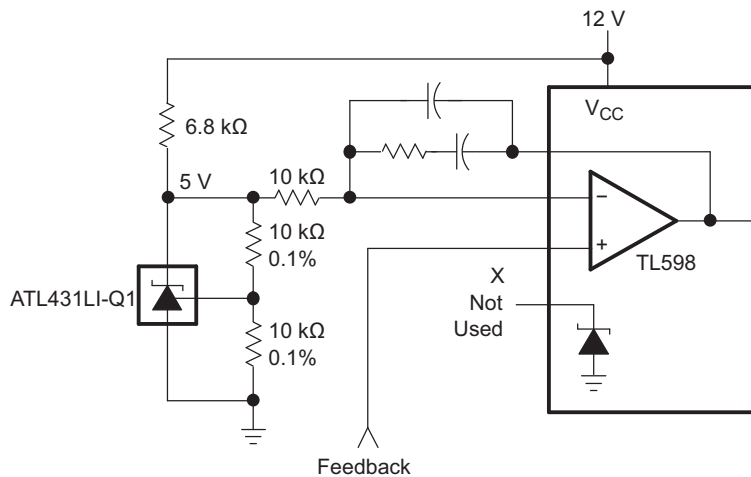 12 V
V_CC
6.8 kΩ
5 V
10 kΩ
10 kΩ
0.1%
10 kΩ
0.1%
ATL431LI-Q1
−
+
TL598
X
Not
Used
Feedback